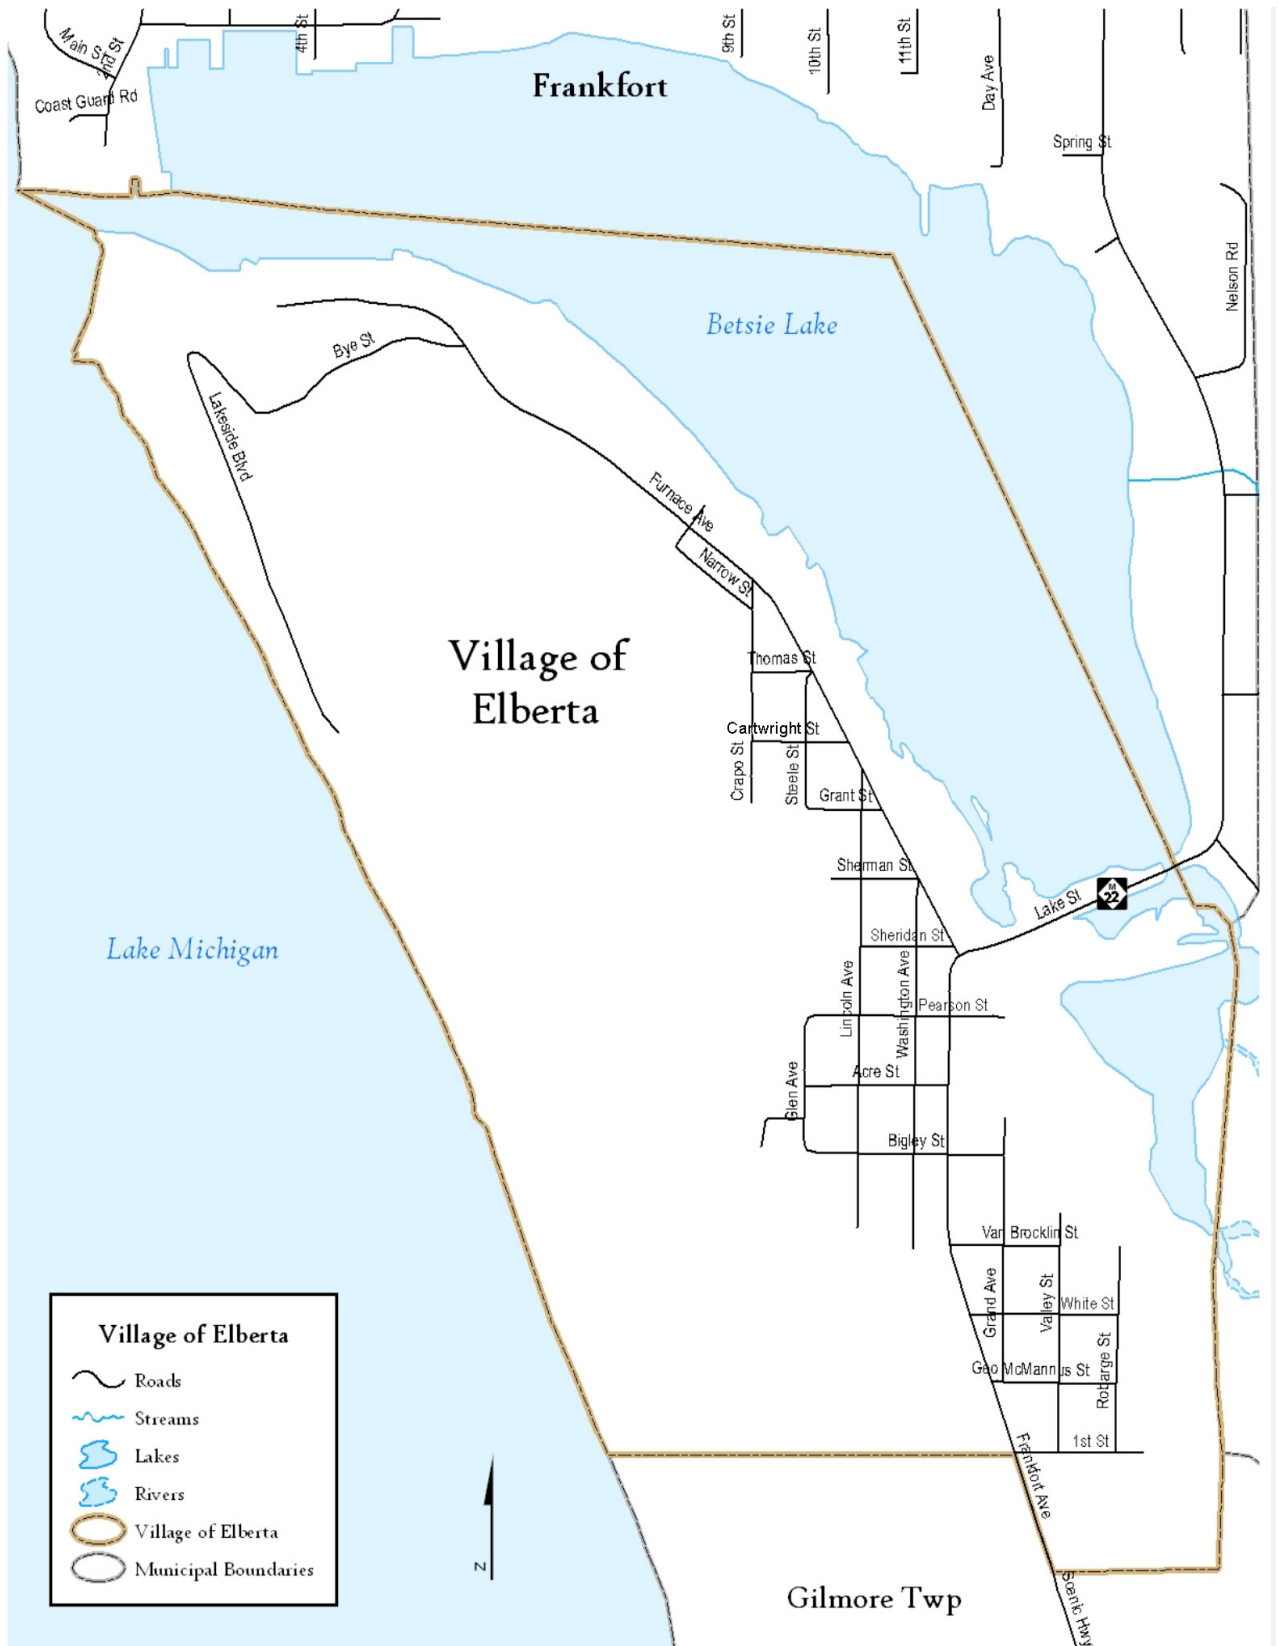 Main St
2nd St
4th St
9th St
10th St
11th St
Day Ave
Frankfort
Coast Guard Rd
Spring St
Nelson Rd
Betsie Lake
Bye St
Lakeside Blvd
Furnace Ave
Narrow St
Village of
Elberta
Thomas St
Cartwright St
Crapo St
Steele St
Grant St
Sherman St
M
22
Lake St
Sheridan St
Lake Michigan
Lincoln Ave
Washington Ave
Pearson St
Glen Ave
Acre St
Bigley St
Van Brocklin St
Grand Ave
Valley St
White St
Geo McMannus St
Robarge St
1st St
Frankfort Ave
Scenic Hwy
Village of Elberta
Roads
Streams
Lakes
Rivers
Village of Elberta
Municipal Boundaries
Z
Gilmore Twp